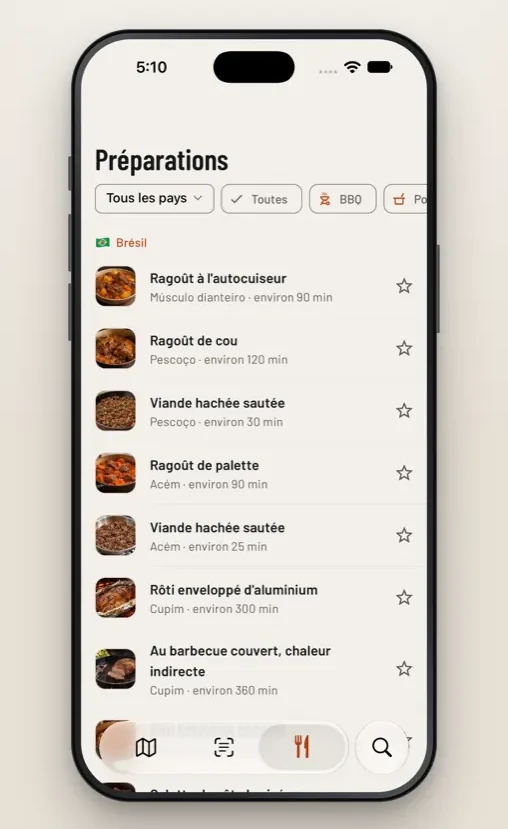 5:10
Préparations
Tous les pays
Toutes
BBQ
Po
Brésil
Ragoût à l'autocuiseur
Músculo dianteiro · environ 90 min
Ragoût de cou
Pescoço · environ 120 min
Viande hachée sautée
Pescoço · environ 30 min
Ragoût de palette
Acém · environ 90 min
Viande hachée sautée
Acém · environ 25 min
Rôti enveloppé d'aluminium
Cupim · environ 300 min
Au barbecue couvert, chaleur
indirecte
Cupim · environ 360 min